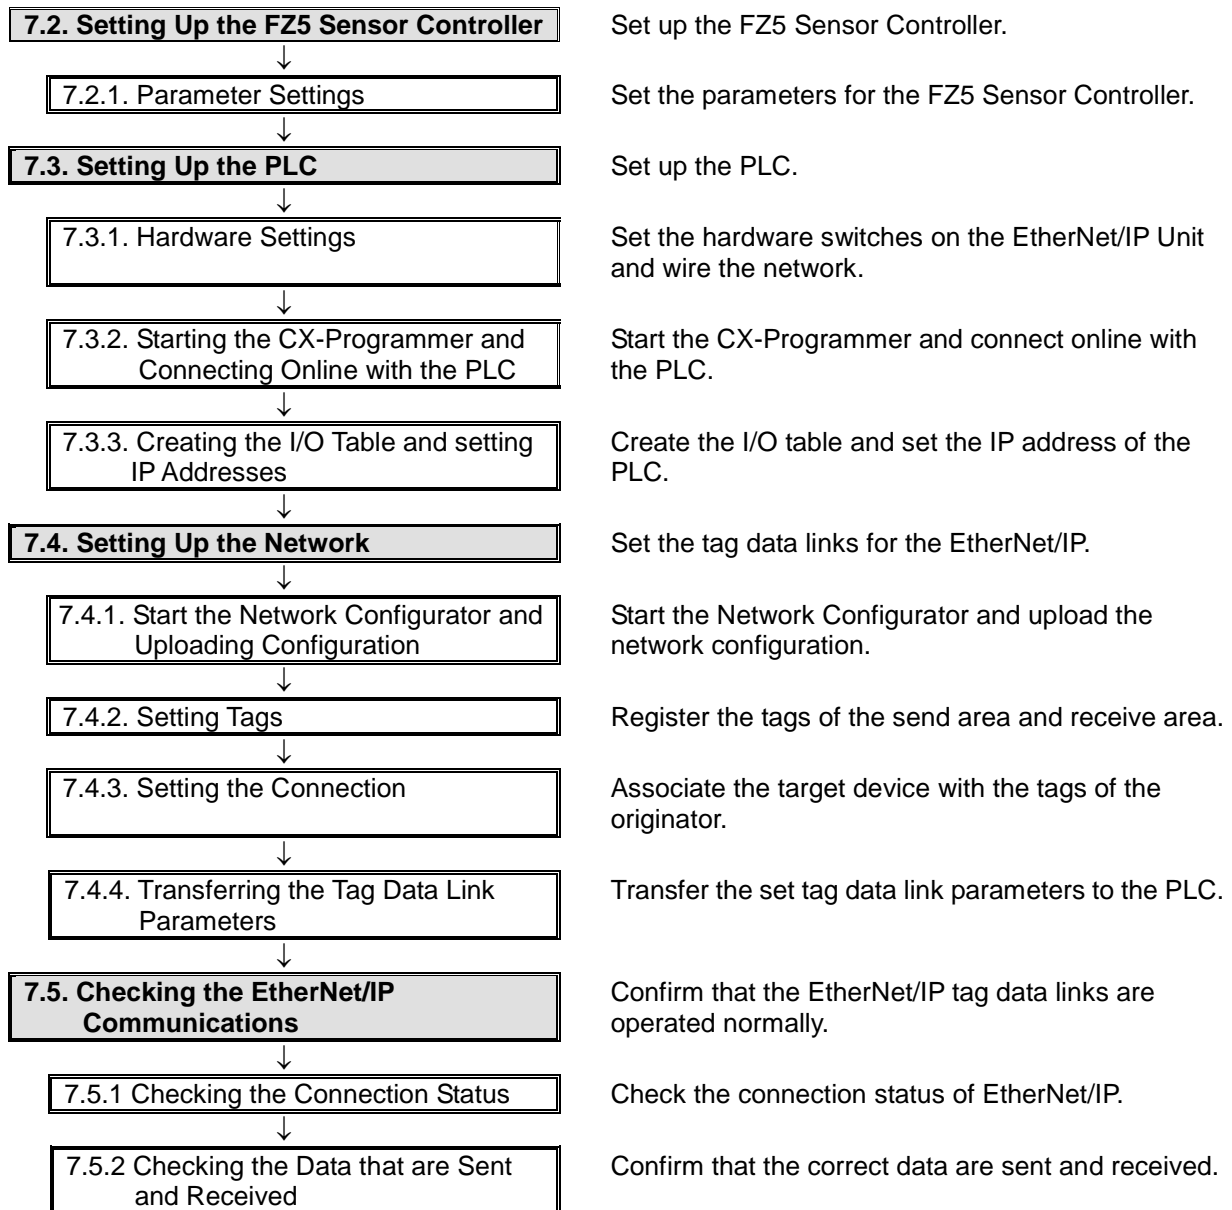 7.2. Setting Up the FZ5 Sensor Controller
Set up the FZ5 Sensor Controller.
↓
7.2.1. Parameter Settings
Set the parameters for the FZ5 Sensor Controller.
↓
7.3. Setting Up the PLC
Set up the PLC.
↓
7.3.1. Hardware Settings
Set the hardware switches on the EtherNet/IP Unit
and wire the network.
↓
7.3.2. Starting the CX-Programmer and
Connecting Online with the PLC
Start the CX-Programmer and connect online with
the PLC.
↓
7.3.3. Creating the I/O Table and setting
IP Addresses
Create the I/O table and set the IP address of the
PLC.
↓
7.4. Setting Up the Network
Set the tag data links for the EtherNet/IP.
↓
7.4.1. Start the Network Configurator and
Uploading Configuration
Start the Network Configurator and upload the
network configuration.
↓
7.4.2. Setting Tags
Register the tags of the send area and receive area.
↓
7.4.3. Setting the Connection
Associate the target device with the tags of the
originator.
↓
7.4.4. Transferring the Tag Data Link
Parameters
Transfer the set tag data link parameters to the PLC.
↓
7.5. Checking the EtherNet/IP
Communications
Confirm that the EtherNet/IP tag data links are
operated normally.
↓
7.5.1 Checking the Connection Status
Check the connection status of EtherNet/IP.
↓
7.5.2 Checking the Data that are Sent
and Received
Confirm that the correct data are sent and received.